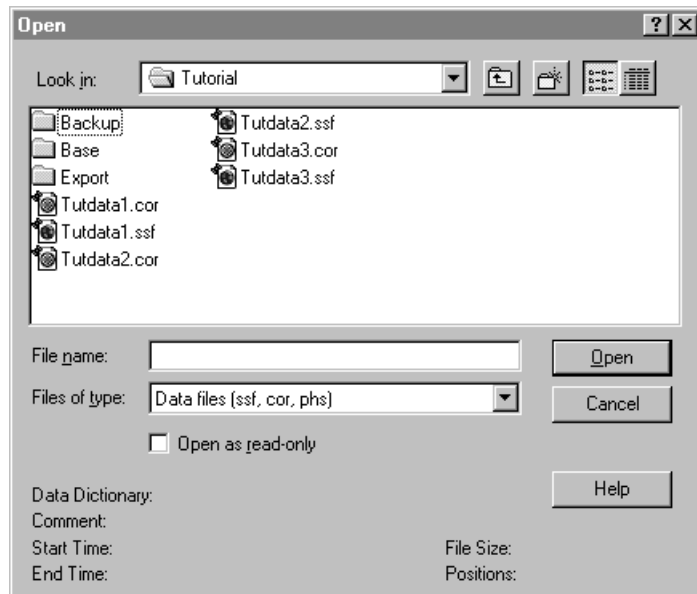 Open
Look in: Tutorial
Backup
Base
Export
Tutdata1.cor
Tutdata1.ssf
Tutdata2.cor
Tutdata2.ssf
Tutdata3.cor
Tutdata3.ssf
File name:
Open
Files of type: Data files (ssf, cor, phs)
Cancel
Open as read-only
Help
Data Dictionary:
Comment:
Start Time:
File Size:
End Time:
Positions: